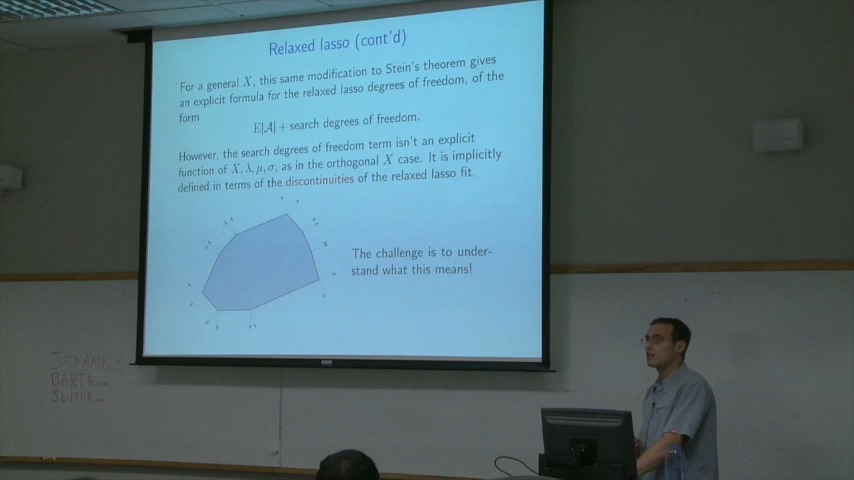 Relaxed lasso (cont'd)
For a general X, this same modification to Stein's theorem gives
an explicit formula for the relaxed lasso degrees of freedom, of the
form
E|A| + search degrees of freedom.
However, the search degrees of freedom term isn't an explicit
function of X, λ, μ, σ, as in the orthogonal X case. It is implicitly
defined in terms of the discontinuities of the relaxed lasso fit.
The challenge is to under-
stand what this means!
BARTR